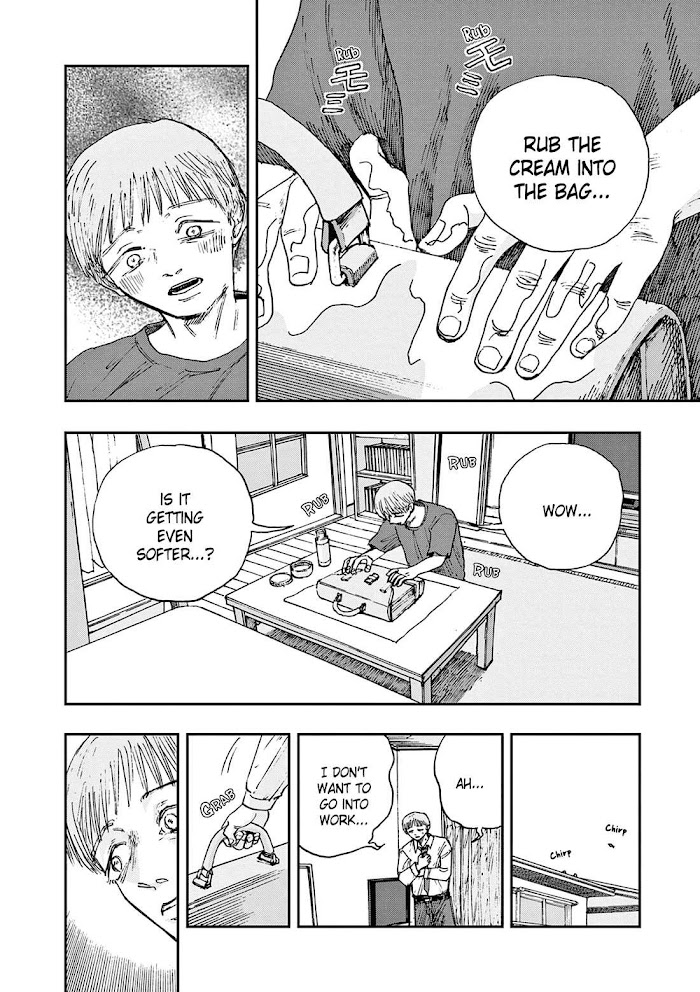 Rub
モミ
Rub
モミ
RUB THE
CREAM INTO
THE BAG...
RUB
WOW...
RUB
RUB
IS IT
GETTING
EVEN
SOFTER...?
Chirp
Chirp
AH...
I DON'T
WANT TO
GO INTO
WORK...
GRAB